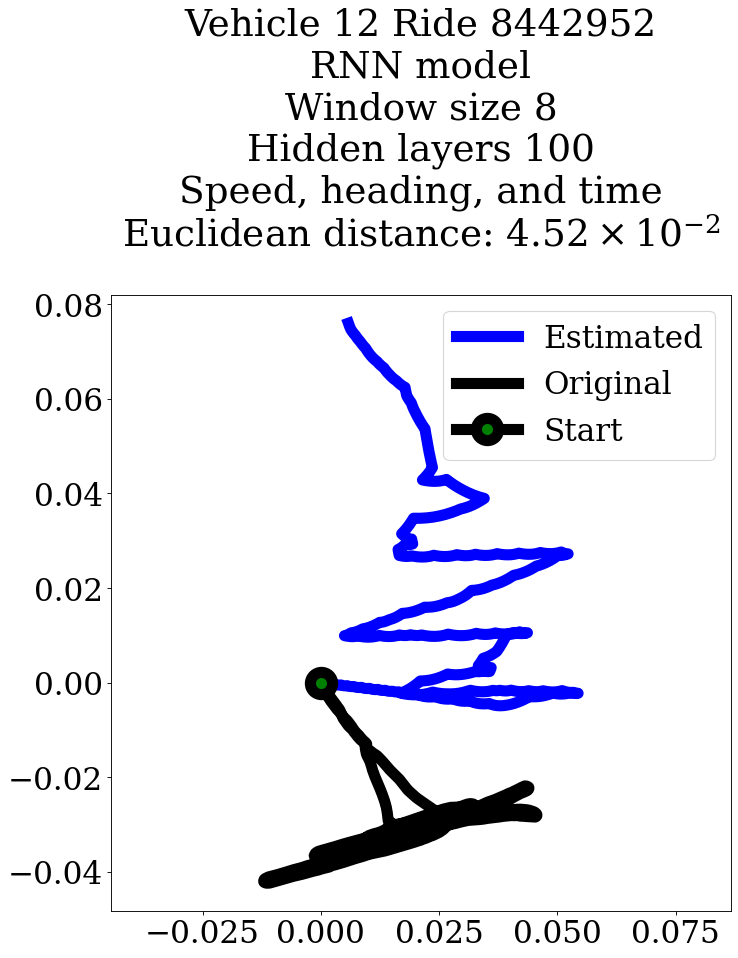 Vehicle 12 Ride 8442952
RNN model
Window size 8
Hidden layers 100
Speed, heading, and time
Euclidean distance: 4.52 × 10⁻²
Estimated
Original
Start
0.08
0.06
0.04
0.02
0.00
−0.02
−0.04
−0.025 0.000 0.025 0.050 0.075